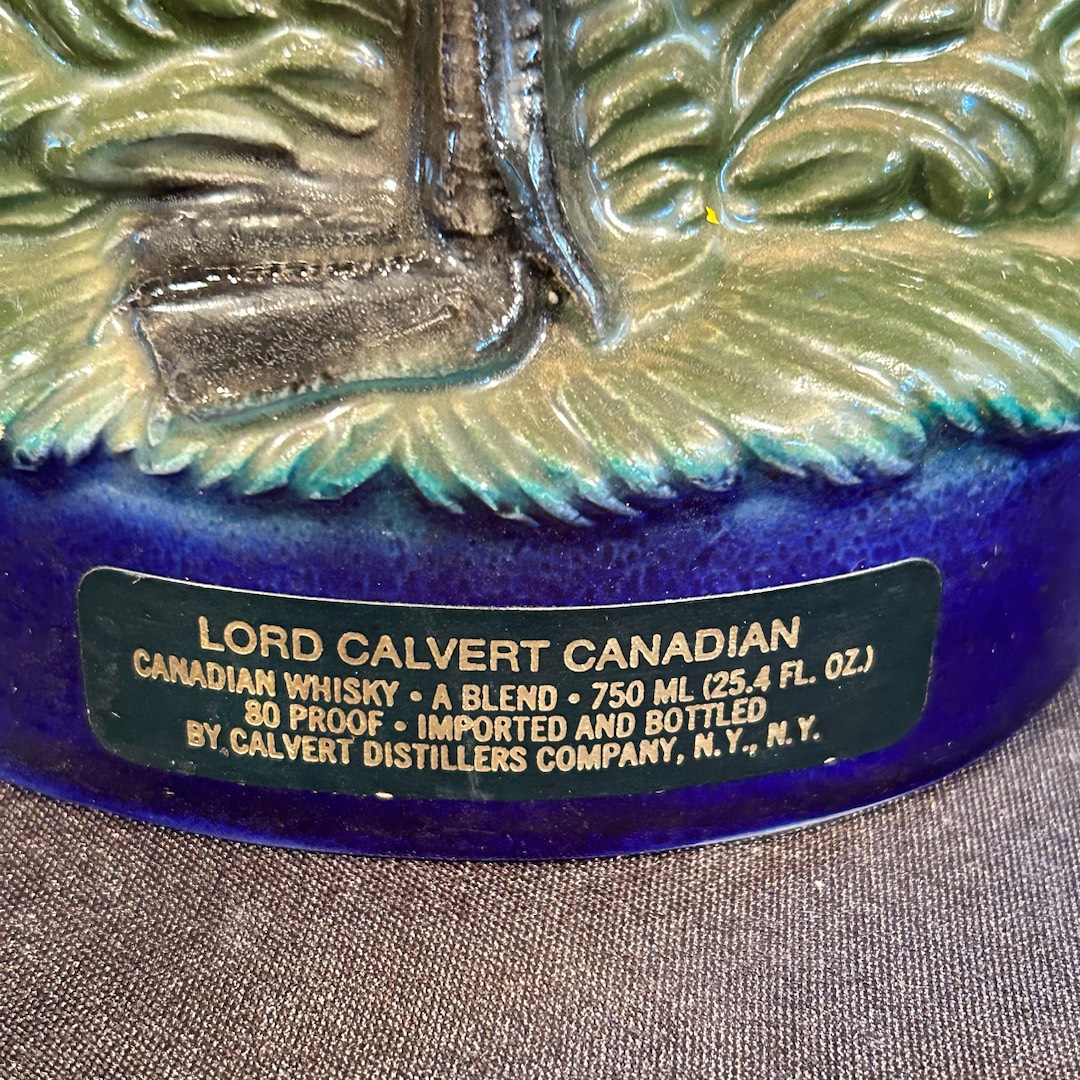 LORD CALVERT CANADIAN
CANADIAN WHISKY • A BLEND • 750 ML (25.4 FL. OZ.)
80 PROOF • IMPORTED AND BOTTLED
BY CALVERT DISTILLERS COMPANY, N.Y., N.Y.